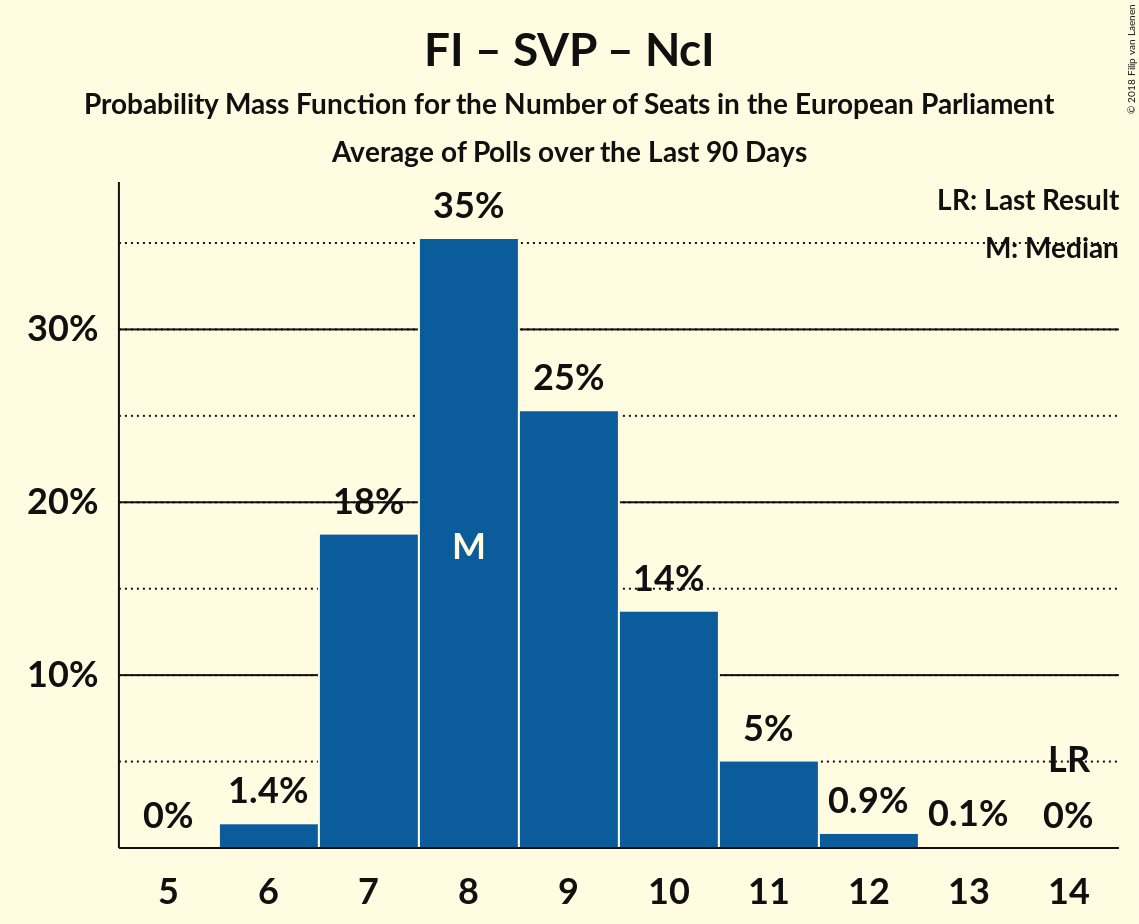 FI – SVP – NcI
Probability Mass Function for the Number of Seats in the European Parliament
Average of Polls over the Last 90 Days
© 2018 Filip van Laenen
LR: Last Result
M: Median
35%
30%
25%
20%
18%
M
14%
10%
5%
LR
1.4%
0.9%
0%
0.1%
0%
5 6 7 8 9 10 11 12 13 14